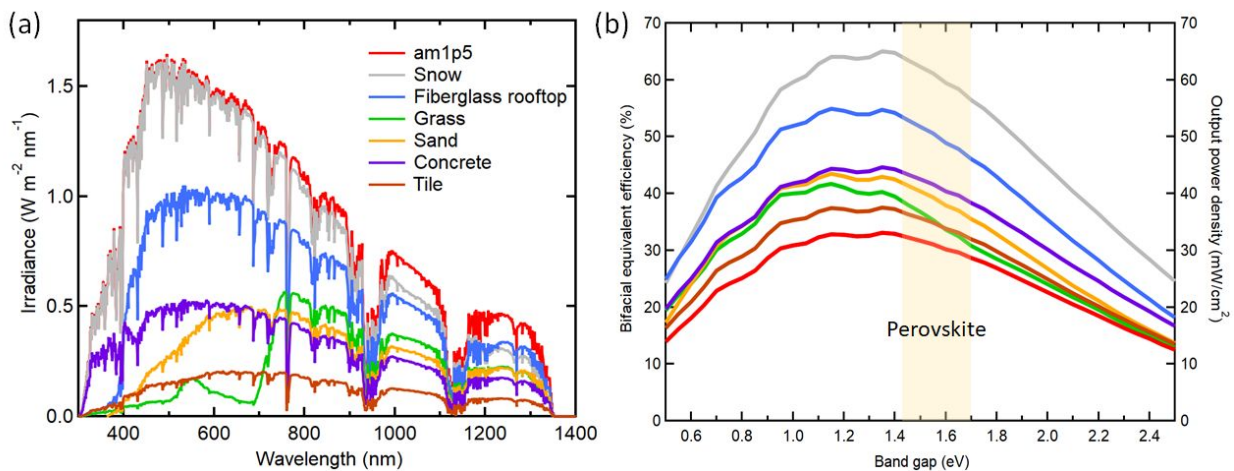 (a)
Irradiance (W m⁻² nm⁻¹)
1.5
1.0
0.5
0.0
am1p5
Snow
Fiberglass rooftop
Grass
Sand
Concrete
Tile
400 600 800 1000 1200 1400
Wavelength (nm)
(b)
Bifacial equivalent efficiency (%)
70
60
50
40
30
20
10
0
Perovskite
70
60
50
40
30
20
10
0
Output power density (mW/cm²)
0.6 0.8 1.0 1.2 1.4 1.6 1.8 2.0 2.2 2.4
Band gap (eV)